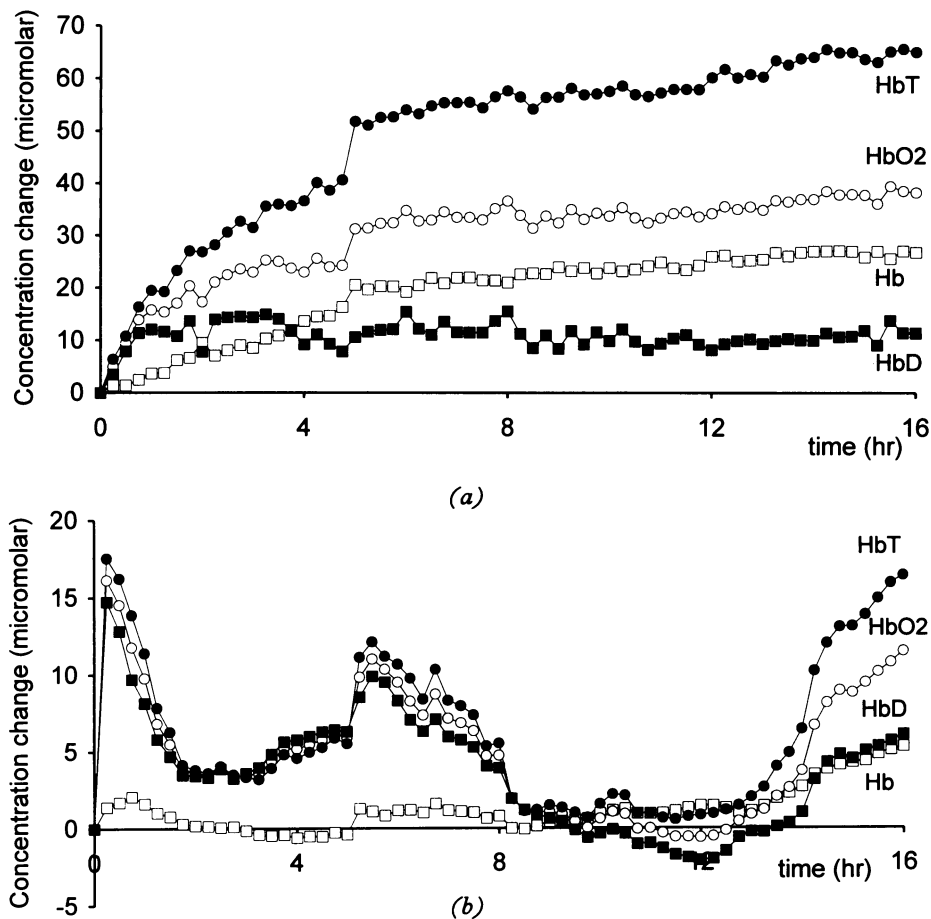 Concentration change (micromolar)
70
60
50
40
30
20
10
0
HbT
HbO2
Hb
HbD
0 4 8 12 16
time (hr)
(a)
Concentration change (micromolar)
20
15
10
5
0
-5
HbT
HbO2
HbD
Hb
0 4 8 12 16
time (hr)
(b)